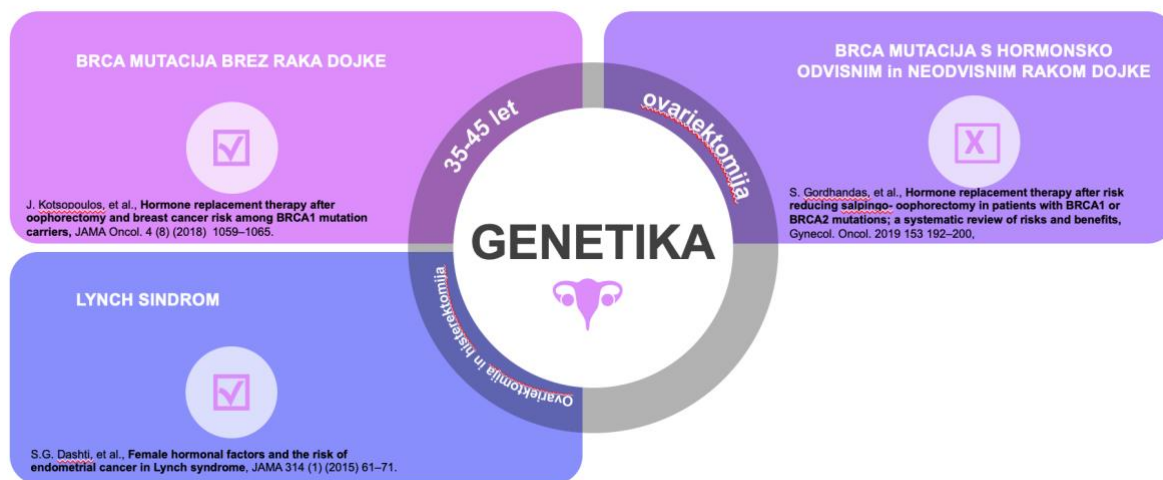 BRCA MUTACIJA BREZ RAKA DOJKE
J. Kotsopoulos, et al., Hormone replacement therapy after
oophorectomy and breast cancer risk among BRCA1 mutation
carriers, JAMA Oncol. 4 (8) (2018) 1059–1065.
35-45 let
ovariektomija
BRCA MUTACIJA S HORMONSKO
ODVISNIM in NEODVISNIM RAKOM DOJKE
X
S. Gordhandas, et al., Hormone replacement therapy after risk
reducing salpingo- oophorectomy in patients with BRCA1 or
BRCA2 mutations; a systematic review of risks and benefits,
Gynecol. Oncol. 2019 153 192–200,
GENETIKA
LYNCH SINDROM
Ovariektomija in histerektomija
S.G. Dashti, et al., Female hormonal factors and the risk of
endometrial cancer in Lynch syndrome, JAMA 314 (1) (2015) 61–71.